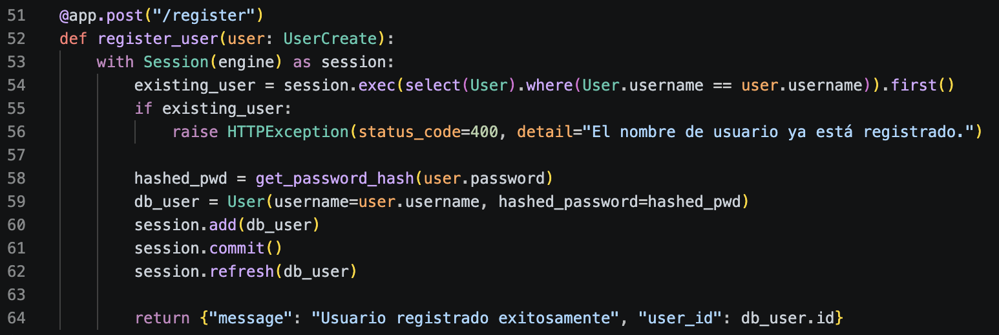 51 @app.post("/register")
52 def register_user(user: UserCreate):
53     with Session(engine) as session:
54         existing_user = session.exec(select(User).where(User.username == user.username)).first()
55         if existing_user:
56             raise HTTPException(status_code=400, detail="El nombre de usuario ya está registrado.")
57
58         hashed_pwd = get_password_hash(user.password)
59         db_user = User(username=user.username, hashed_password=hashed_pwd)
60         session.add(db_user)
61         session.commit()
62         session.refresh(db_user)
63
64         return {"message": "Usuario registrado exitosamente", "user_id": db_user.id}